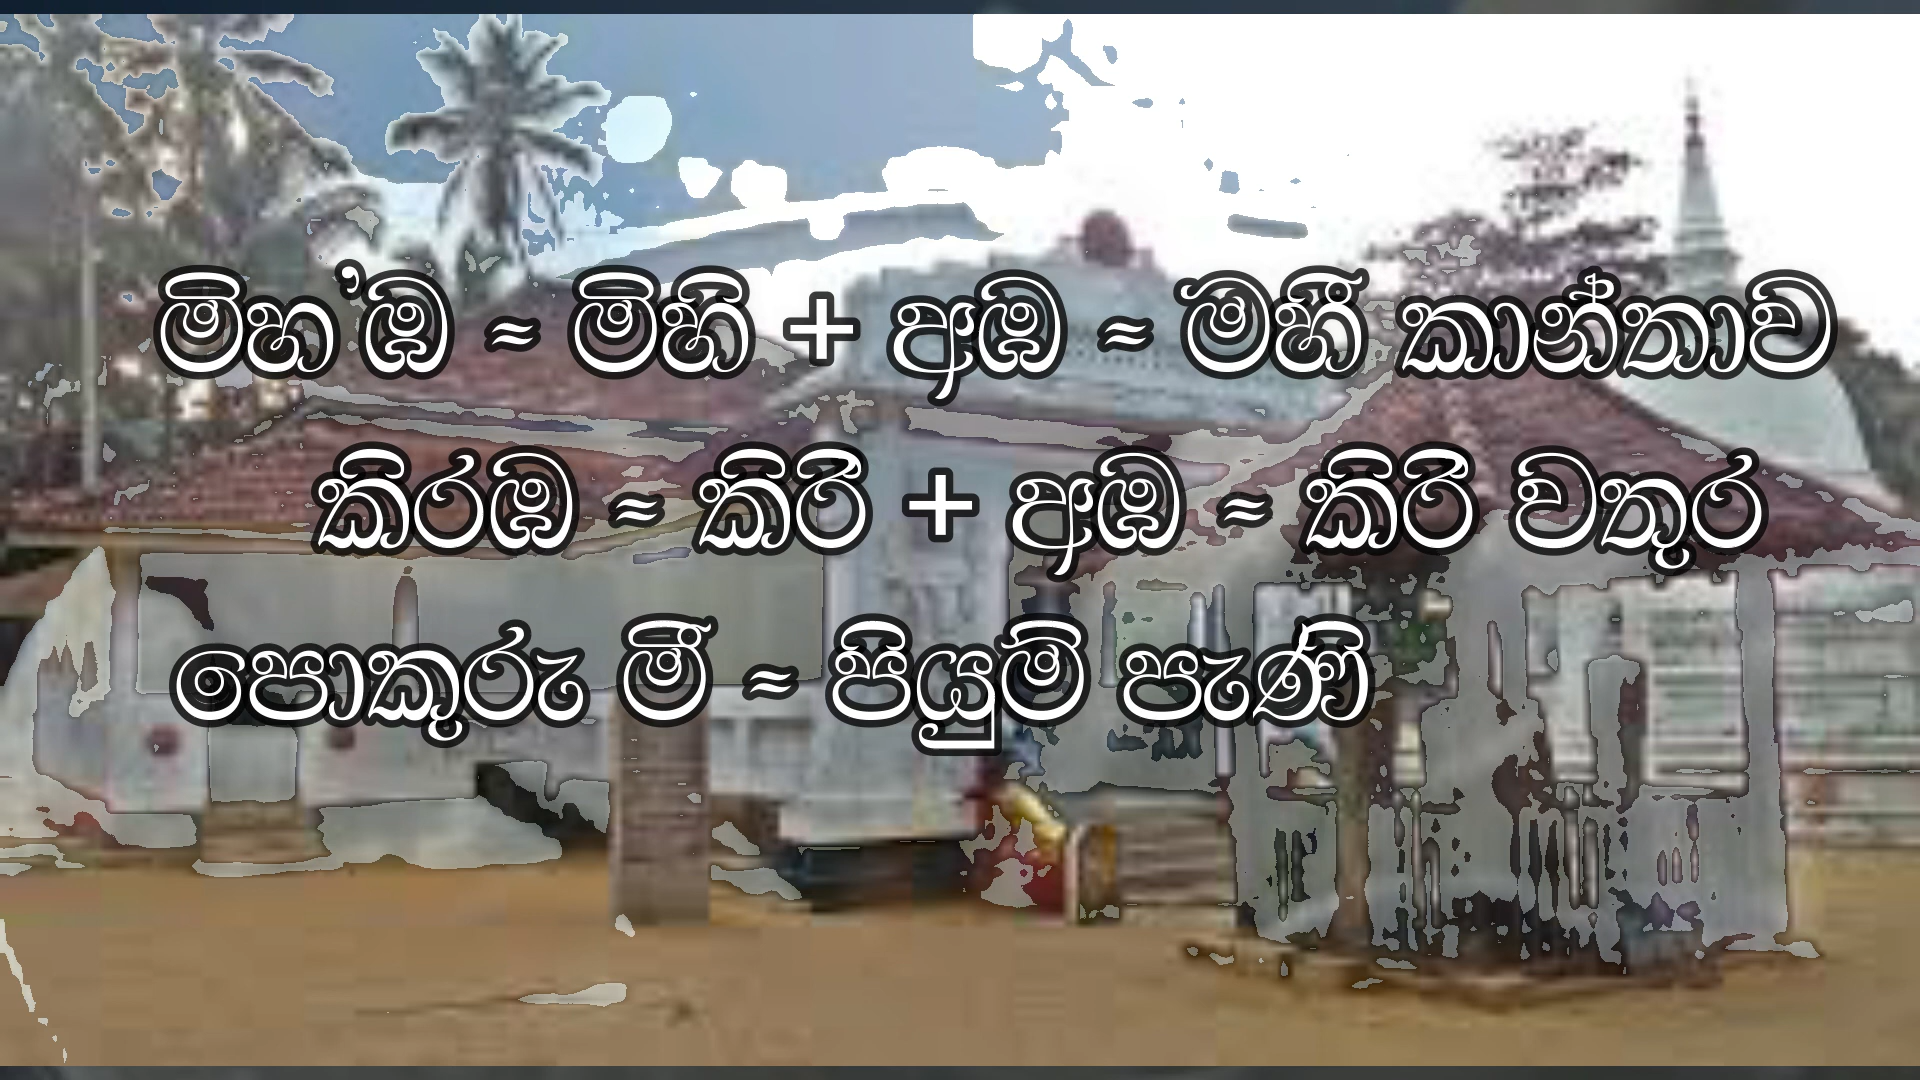 මිහ'ඹ = මිහි + අඹ = මහී කාන්තාව
කිරඹ = කිරි + අඹ = කිරි වතුර
පොකුරු මී = පියුම් පැණි